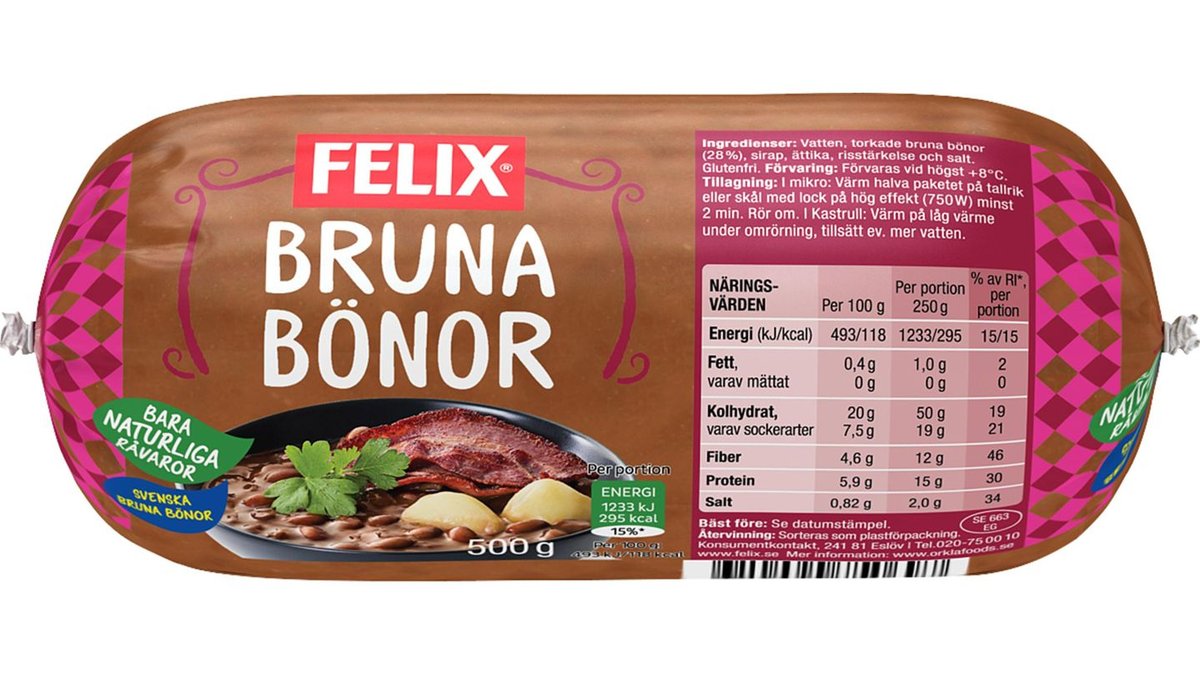 FELIX®
BRUNA
BÖNOR
BARA
NATURLIGA
RÅVAROR
SVENSKA
BRUNA BÖNOR
Per portion
ENERGI
1233 kJ
295 kcal
15%*
Per 100 g:
493 kJ/118 kcal
500 g
Ingredienser: Vatten, torkade bruna bönor
(28%), sirap, ättika, risstärkelse och salt.
Glutenfri. Förvaring: Förvaras vid högst +8°C.
Tillagning: I mikro: Värm halva paketet på tallrik
eller skål med lock på hög effekt (750W) minst
2 min. Rör om. I Kastrull: Värm på låg värme
under omrörning, tillsätt ev. mer vatten.
NÄRINGS-
VÄRDEN Per 100 g Per portion 250 g % av RI*, per portion
Energi (kJ/kcal) 493/118 1233/295 15/15
Fett, 0,4 g 1,0 g 2
varav mättat 0 g 0 g 0
Kolhydrat, 20 g 50 g 19
varav sockerarter 7,5 g 19 g 21
Fiber 4,6 g 12 g 46
Protein 5,9 g 15 g 30
Salt 0,82 g 2,0 g 34
Bäst före: Se datumstämpel.
Återvinning: Sorteras som plastförpackning.
Konsumentkontakt, 241 81 Eslöv I Tel.020-75 00 10
www.felix.se Mer information: www.orklafoods.se
SE 663
EG